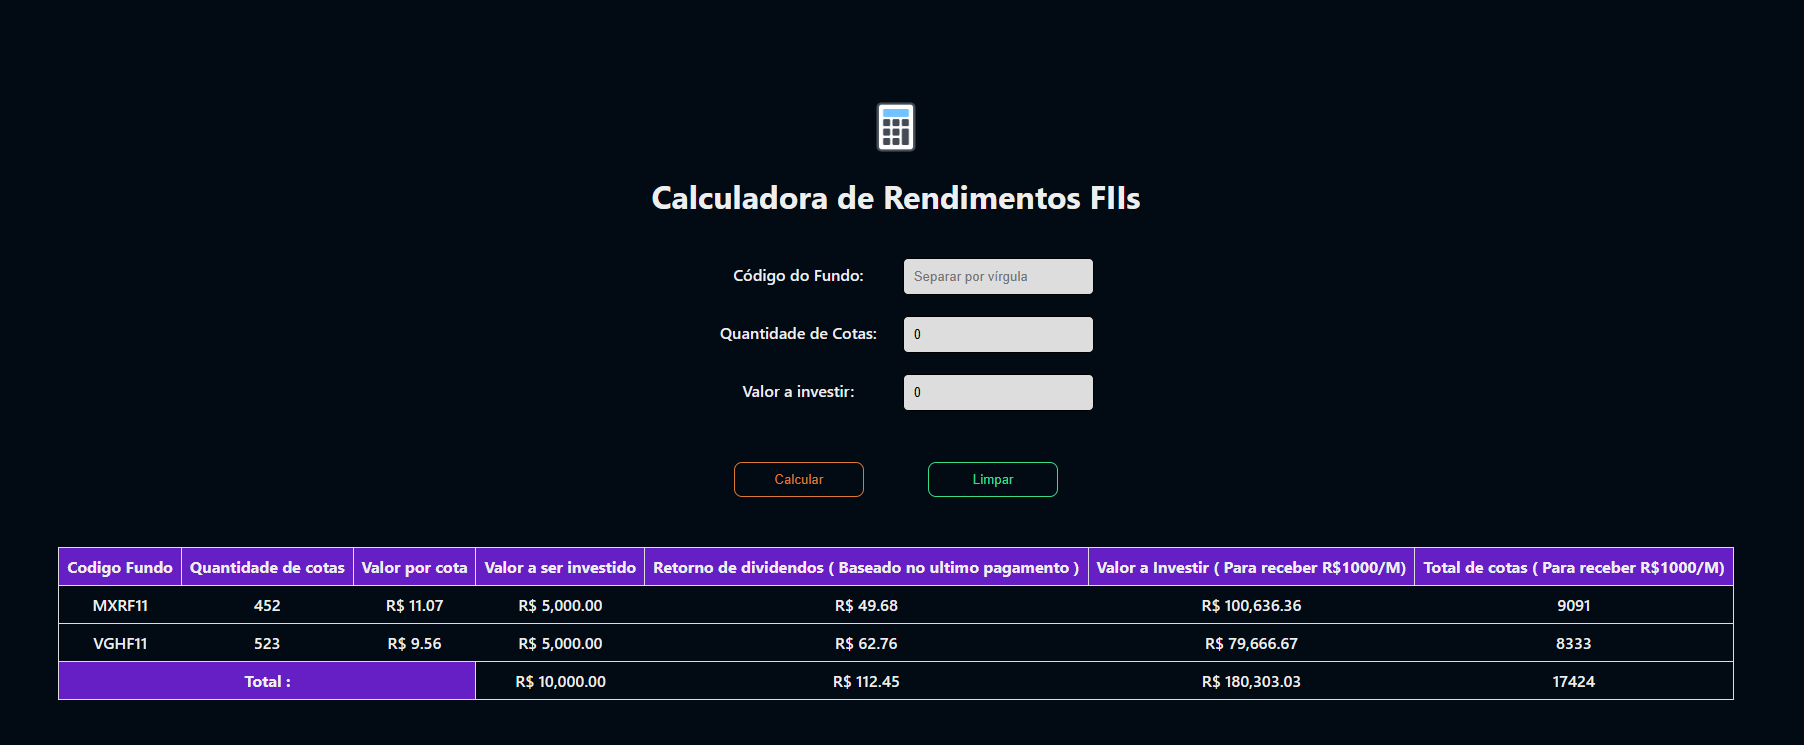 Calculadora de Rendimentos FIIs
Código do Fundo: Separar por vírgula
Quantidade de Cotas: 0
Valor a investir: 0
Calcular Limpar
Codigo Fundo Quantidade de cotas Valor por cota Valor a ser investido Retorno de dividendos ( Baseado no ultimo pagamento ) Valor a Investir ( Para receber R$1000/M) Total de cotas ( Para receber R$1000/M)
MXRF11 452 R$ 11.07 R$ 5,000.00 R$ 49.68 R$ 100,636.36 9091
VGHF11 523 R$ 9.56 R$ 5,000.00 R$ 62.76 R$ 79,666.67 8333
Total : R$ 10,000.00 R$ 112.45 R$ 180,303.03 17424